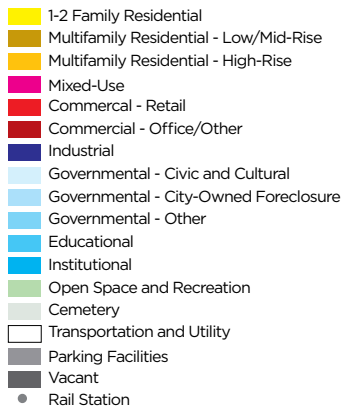 1-2 Family Residential
Multifamily Residential - Low/Mid-Rise
Multifamily Residential - High-Rise
Mixed-Use
Commercal - Retail
Commercial - Office/Other
Industrial
Governmental - Civic and Cultural
Governmental - City-Owned Foreclosure
Governmental - Other
Educational
Institutional
Open Space and Recreation
Cemetery
Transportation and Utility
Parking Facilities
Vacant
Rail Station